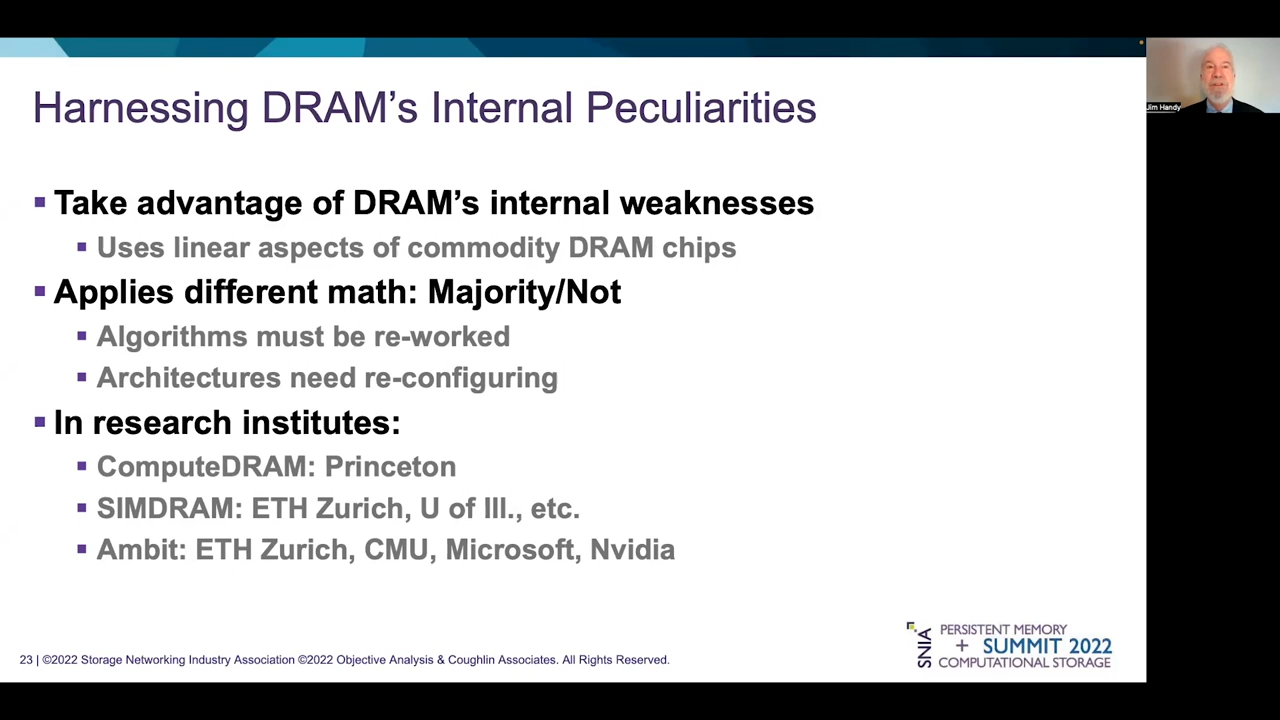 Harnessing DRAM's Internal Peculiarities
Jim Handy
Take advantage of DRAM's internal weaknesses
Uses linear aspects of commodity DRAM chips
Applies different math: Majority/Not
Algorithms must be re-worked
Architectures need re-configuring
In research institutes:
ComputeDRAM: Princeton
SIMDRAM: ETH Zurich, U of Ill., etc.
Ambit: ETH Zurich, CMU, Microsoft, Nvidia
SNIA
PERSISTENT MEMORY
+ SUMMIT 2022
COMPUTATIONAL STORAGE
23 | ©2022 Storage Networking Industry Association ©2022 Objective Analysis & Coughlin Associates. All Rights Reserved.